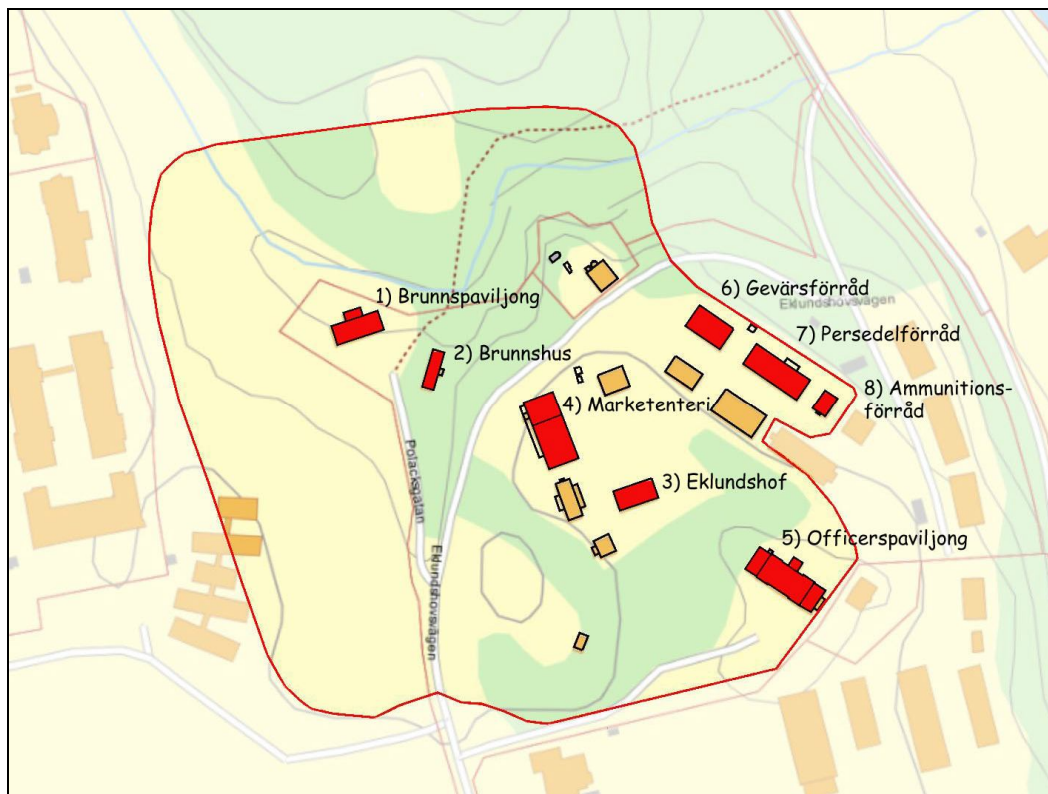 6) Gevärsförråd
1) Brunnspaviljong
Eklundshovsvägen
7) Persedelförråd
2) Brunnshus
8) Ammunitions-
förråd
4) Marketenteri
Polacksgatan
3) Eklundshof
5) Officerspaviljong
Eklundshovsvägen